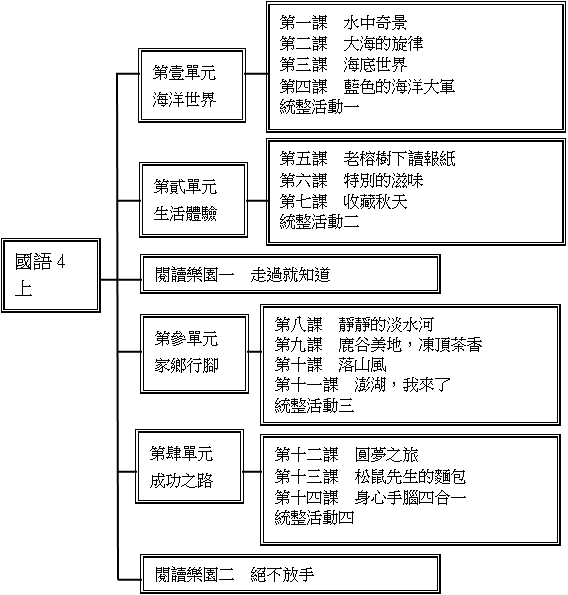 國語 4
上
第壹單元
海洋世界
第一課　水中奇景
第二課　大海的旋律
第三課　海底世界
第四課　藍色的海洋大軍
統整活動一
第貳單元
生活體驗
第五課　老榕樹下讀報紙
第六課　特別的滋味
第七課　收藏秋天
統整活動二
閱讀樂園一　走過就知道
第參單元
家鄉行腳
第八課　靜靜的淡水河
第九課　鹿谷美地，凍頂茶香
第十課　落山風
第十一課　澎湖，我來了
統整活動三
第肆單元
成功之路
第十二課　圓夢之旅
第十三課　松鼠先生的麵包
第十四課　身心手腦四合一
統整活動四
閱讀樂園二　絕不放手